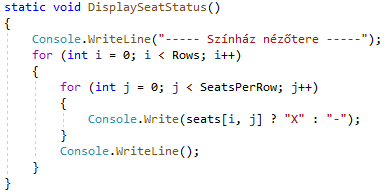 static void DisplaySeatStatus()
{
    Console.WriteLine("----- Színház nézőtere -----");
    for (int i = 0; i < Rows; i++)
    {
        for (int j = 0; j < SeatsPerRow; j++)
        {
            Console.Write(seats[i, j] ? "X" : "-");
        }
        Console.WriteLine();
    }
}